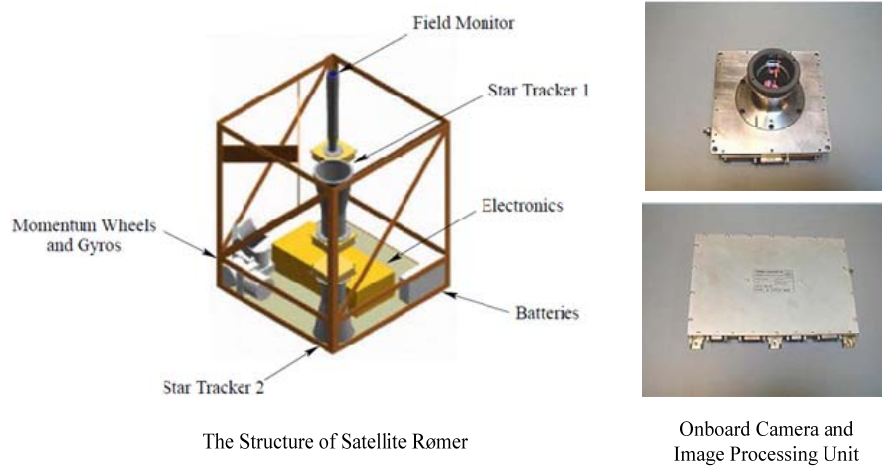 Field Monitor
Star Tracker 1
Electronics
Momentum Wheels
and Gyros
Batteries
Star Tracker 2
The Structure of Satellite Rømer
Onboard Camera and
Image Processing Unit